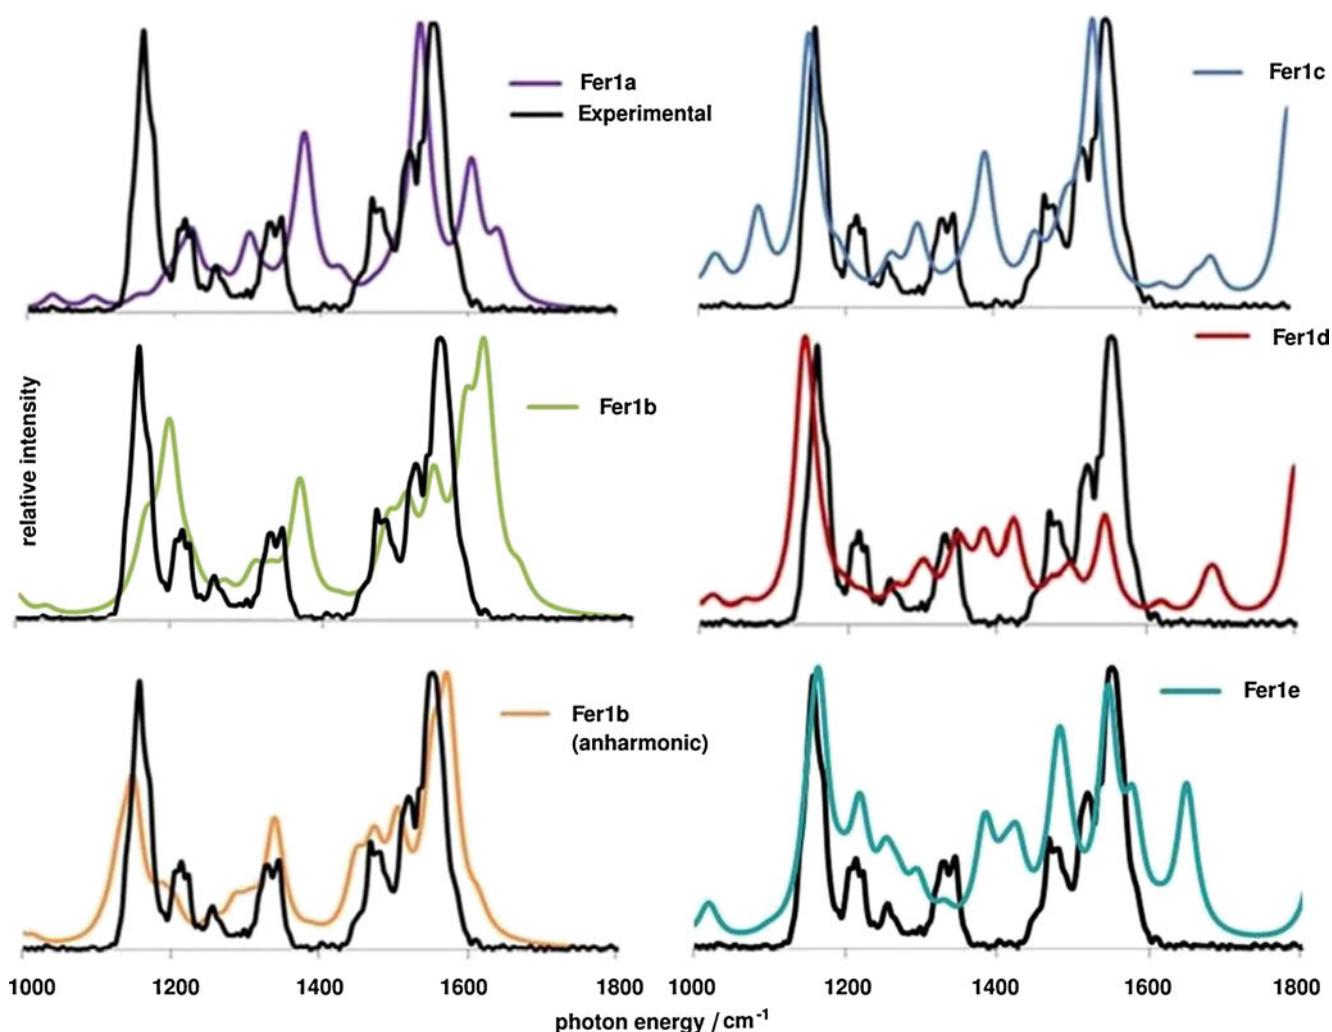 Fer1a
Experimental
Fer1c
Fer1d
relative intensity
Fer1b
Fer1b
(anharmonic)
Fer1e
1000 1200 1400 1600 1800 1000 1200 1400 1600 1800
photon energy / cm⁻¹